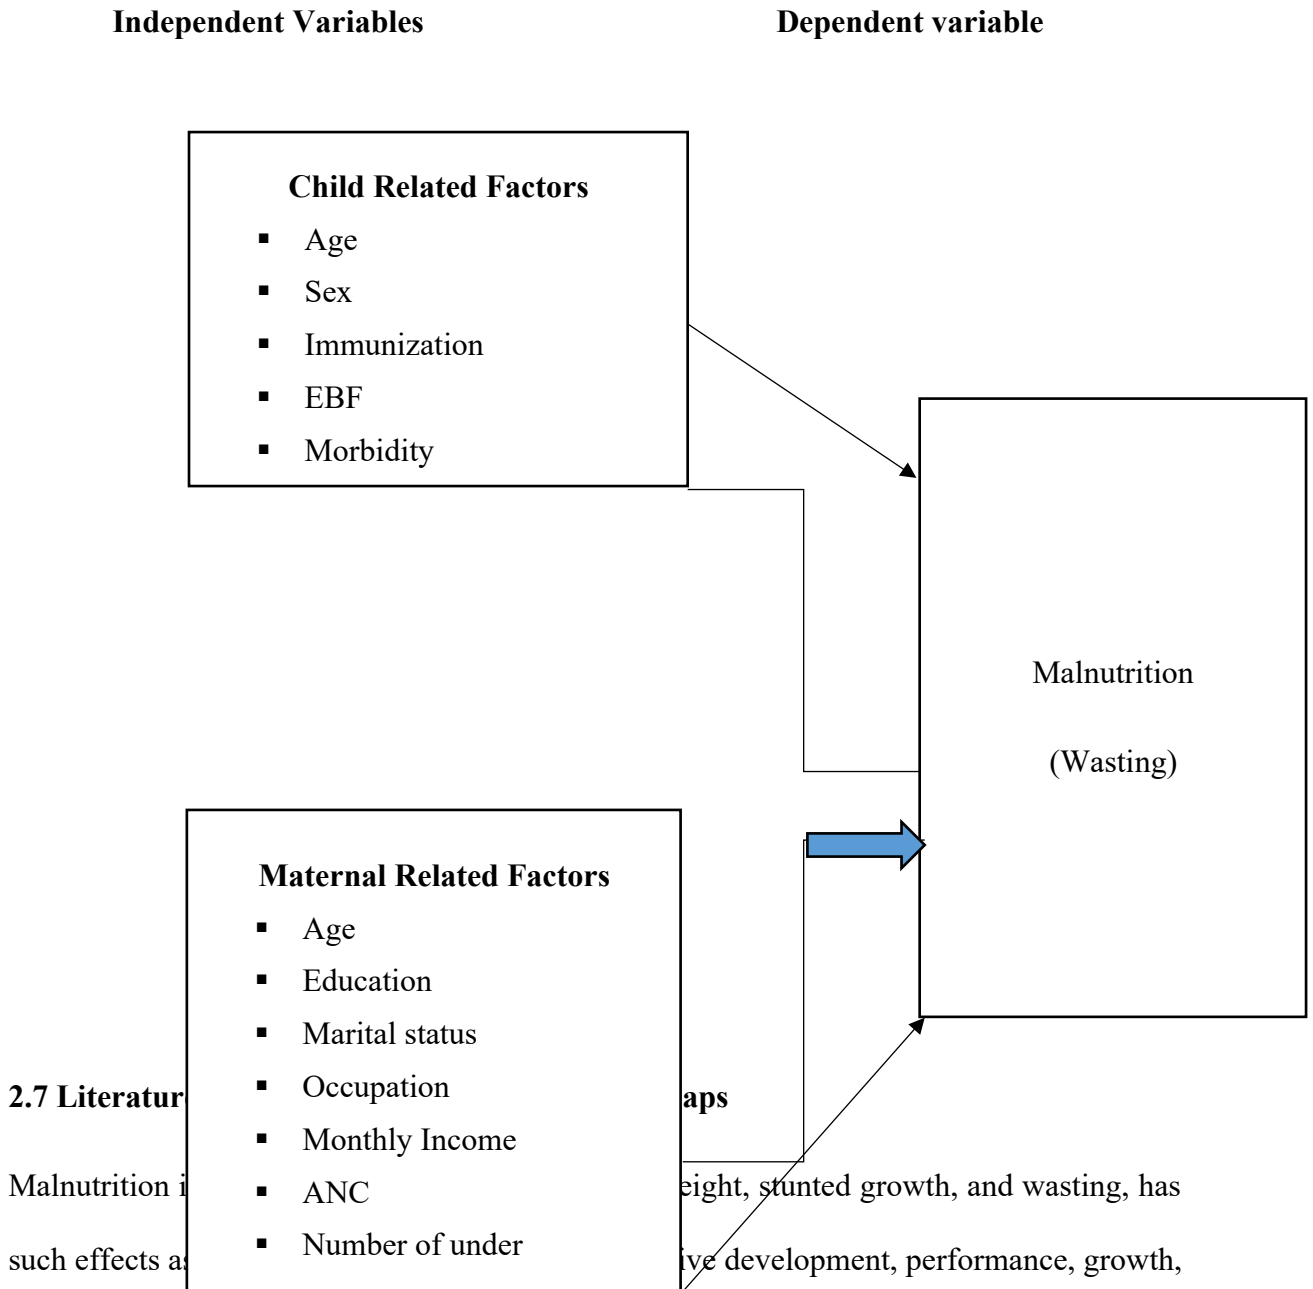 Independent Variables
Dependent variable
Child Related Factors
▪ Age
▪ Sex
▪ Immunization
▪ EBF
▪ Morbidity
Malnutrition
(Wasting)
Maternal Related Factors
▪ Age
▪ Education
▪ Marital status
▪ Occupation
▪ Monthly Income
▪ ANC
▪ Number of under
2.7 Literatur aps
Malnutrition i eight, stunted growth, and wasting, has
such effects as ive development, performance, growth,